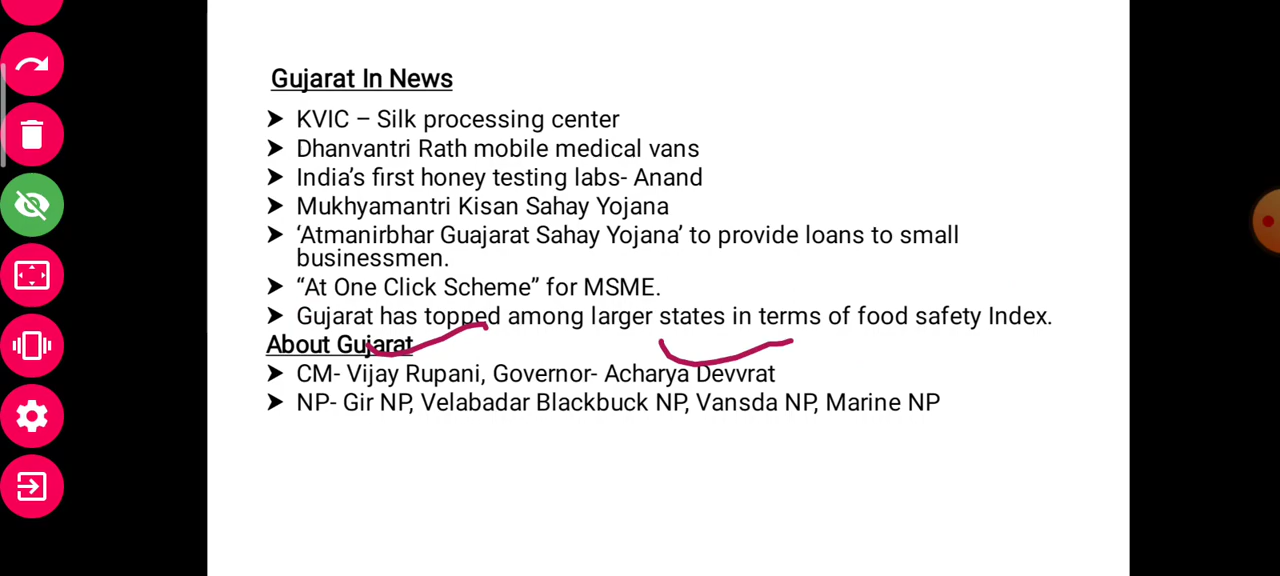 Gujarat In News
➤ KVIC – Silk processing center
➤ Dhanvantri Rath mobile medical vans
➤ India’s first honey testing labs- Anand
➤ Mukhyamantri Kisan Sahay Yojana
➤ ‘Atmanirbhar Guajarat Sahay Yojana’ to provide loans to small
businessmen.
➤ “At One Click Scheme” for MSME.
➤ Gujarat has topped among larger states in terms of food safety Index.
About Gujarat
➤ CM- Vijay Rupani, Governor- Acharya Devvrat
➤ NP- Gir NP, Velabadar Blackbuck NP, Vansda NP, Marine NP